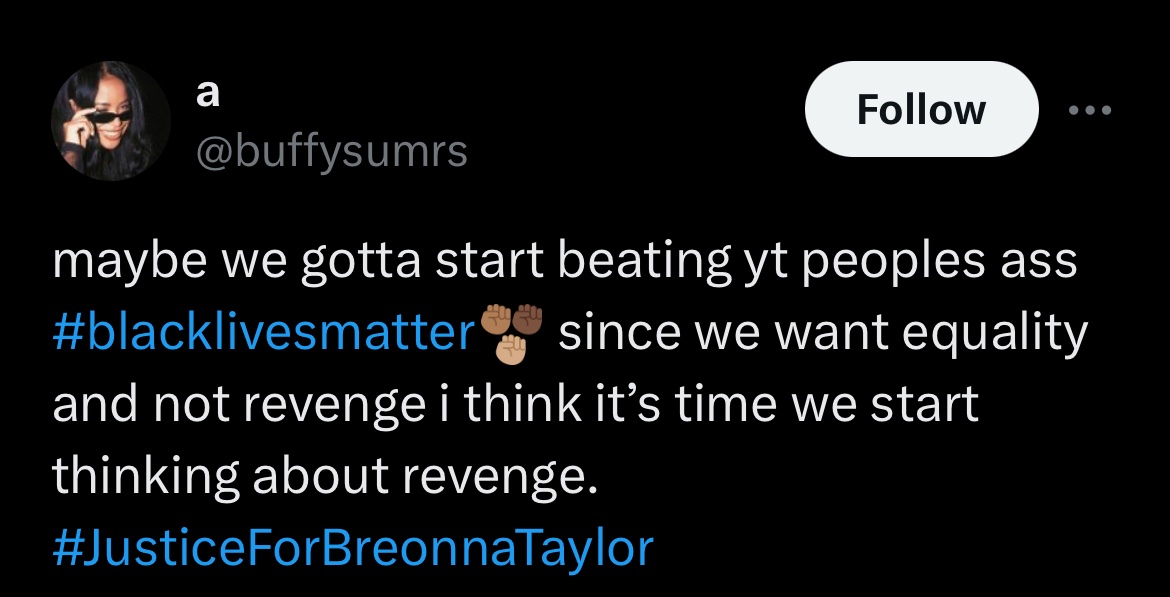 a
@buffysumrs
Follow
maybe we gotta start beating yt peoples ass
#blacklivesmatter✊🏽✊🏾✊🏼 since we want equality
and not revenge i think it’s time we start
thinking about revenge.
#JusticeForBreonnaTaylor